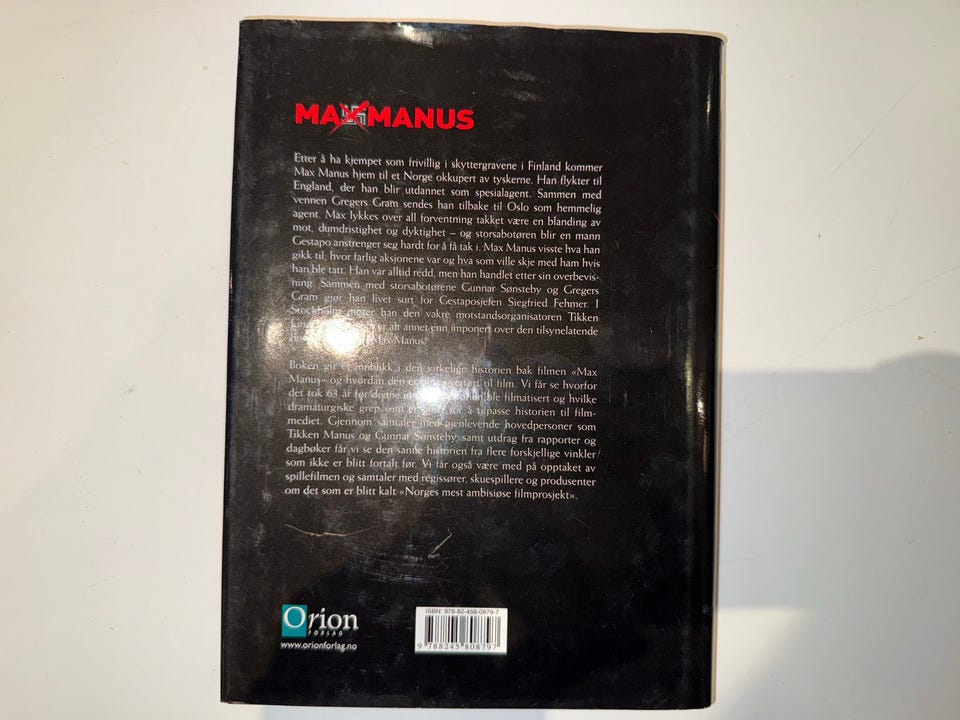 MAX MANUS
Etter å ha kjempet som frivillig i skyttergravene i Finland kommer
Max Manus hjem til et Norge okkupert av tyskerne. Han flykter til
England, der han blir utdannet som spesialagent. Sammen med
vennen Gregers Gram sendes han tilbake til Oslo som hemmelig
agent. Max lykkes over all forventning takket være en blanding av
mot, dumdristighet og dyktighet – og storsabotøren blir en mann
Gestapo anstrenger seg hardt for å få tak i. Max Manus visste hva han
gikk til, hvor farlig aksjonene var og hva som ville skje med ham hvis
han ble tatt. Han var alltid redd, men han handlet etter sin overbevis-
ning. Sammen med storsabotørene Gunnar Sønsteby og Gregers
Gram gjør han livet surt for Gestaposjefen Siegfried Fehmer. I
Stockholm møter han den vakre motstandsorganisatoren Tikken
alt annet enn imponert over den tilsynelatende
Max Manus.
Boken gir et innblikk i den virkelige historien bak filmen «Max
Manus» og hvordan den er overført til film. Vi får se hvorfor
det tok 63 år før denne ble filmatisert og hvilke
dramaturgiske grep som er for å tilpasse historien til film-
mediet. Gjennom samtaler med gjenlevende hovedpersoner som
Tikken Manus og Gunnar Sønsteby samt utdrag fra rapporter og
dagbøker får vi se den sanne historien fra flere forskjellige vinkler
som ikke er blitt fortalt før. Vi får også være med på opptaket av
spillefilmen og samtaler med regissører, skuespillere og produsenter
om det som er blitt kalt «Norges mest ambisiøse filmprosjekt».
Orion
FORLAG
www.orionforlag.no
ISBN: 978-82-458-0879-7
9 788245 808797